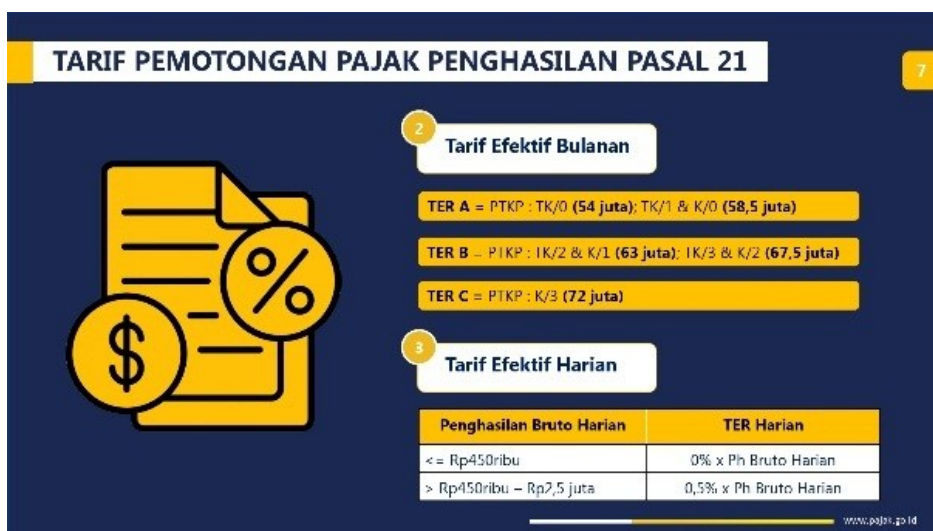 TARIF PEMOTONGAN PAJAK PENGHASILAN PASAL 21
7
2
Tarif Efektif Bulanan
TER A = PTKP : TK/0 (54 juta); TK/1 & K/0 (58,5 juta)
TER B = PTKP : TK/2 & K/1 (63 juta); TK/3 & K/2 (67,5 juta)
TER C = PTKP : K/3 (72 juta)
3
Tarif Efektif Harian
Penghasilan Bruto Harian TER Harian
<= Rp450ribu 0% x Ph Bruto Harian
> Rp450ribu – Rp2,5 juta 0,5% x Ph Bruto Harian
www.pajak.go.id